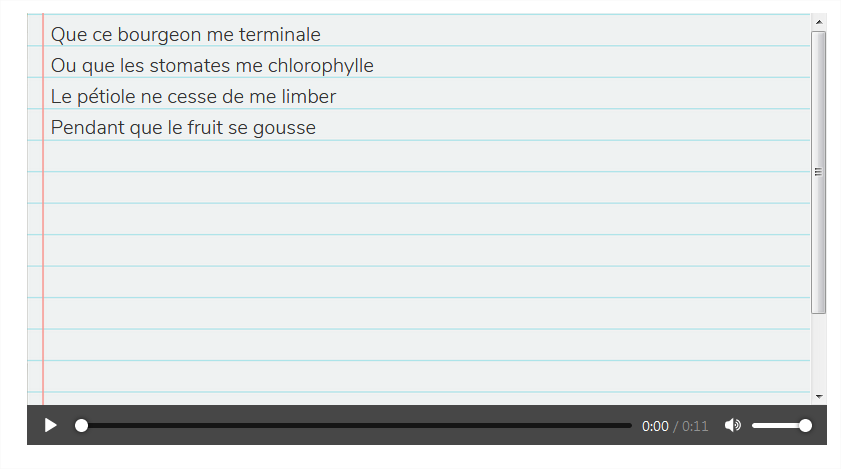 Que ce bourgeon me terminale
Ou que les stomates me chlorophylle
Le pétiole ne cesse de me limber
Pendant que le fruit se gousse
0:00 / 0:11